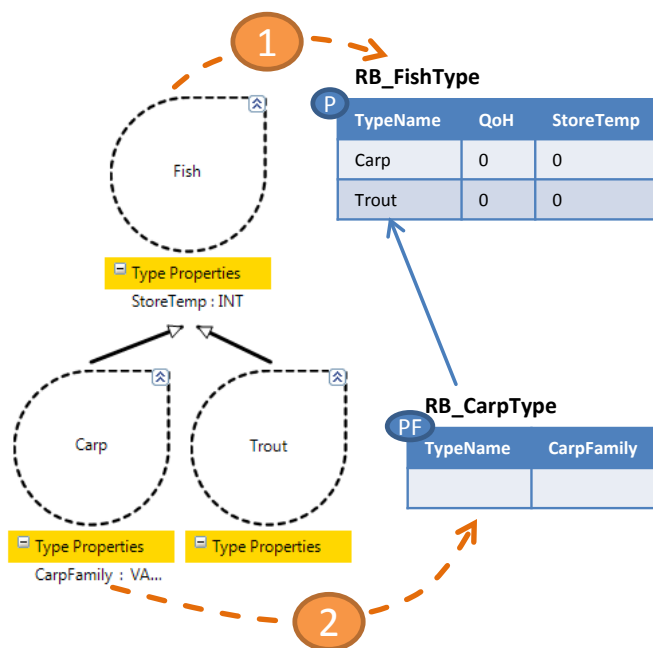 1
RB_FishType
P
TypeName QoH StoreTemp
Carp 0 0
Trout 0 0
Fish
Type Properties
StoreTemp : INT
Carp
Trout
Type Properties
CarpFamily : VA...
Type Properties
RB_CarpType
PF
TypeName CarpFamily
2